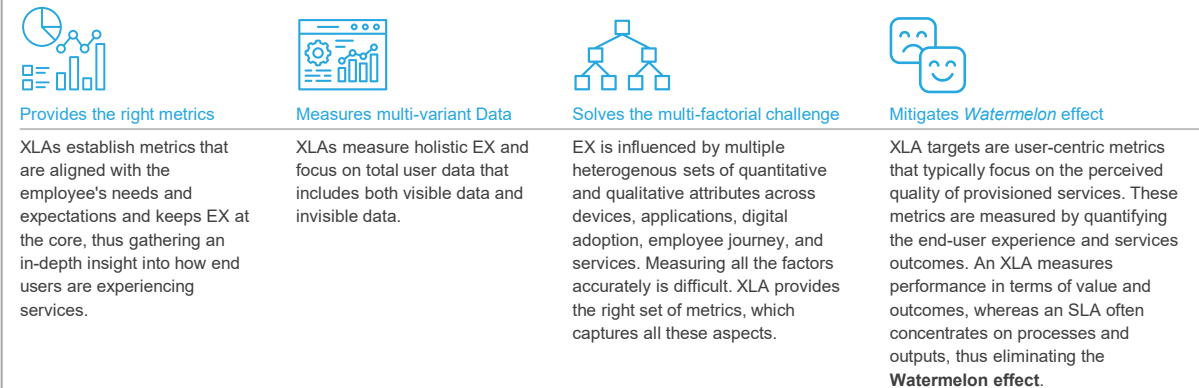 Provides the right metrics
XLAs establish metrics that
are aligned with the
employee's needs and
expectations and keeps EX at
the core, thus gathering an
in-depth insight into how end
users are experiencing
services.
Measures multi-variant Data
XLAs measure holistic EX and
focus on total user data that
includes both visible data and
invisible data.
Solves the multi-factorial challenge
EX is influenced by multiple
heterogenous sets of quantitative
and qualitative attributes across
devices, applications, digital
adoption, employee journey, and
services. Measuring all the factors
accurately is difficult. XLA provides
the right set of metrics, which
captures all these aspects.
Mitigates Watermelon effect
XLA targets are user-centric metrics
that typically focus on the perceived
quality of provisioned services. These
metrics are measured by quantifying
the end-user experience and services
outcomes. An XLA measures
performance in terms of value and
outcomes, whereas an SLA often
concentrates on processes and
outputs, thus eliminating the
Watermelon effect.